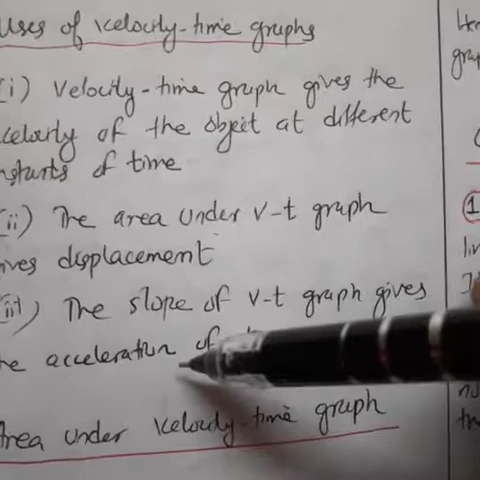 Uses of Velocity-time graphs
(i) Velocity-time graph gives the
velocity of the object at different
instants of time
(ii) The area under v-t graph
gives displacement
(iii) The slope of v-t graph gives
the acceleration of
Area under Velocity-time graph
gra
1